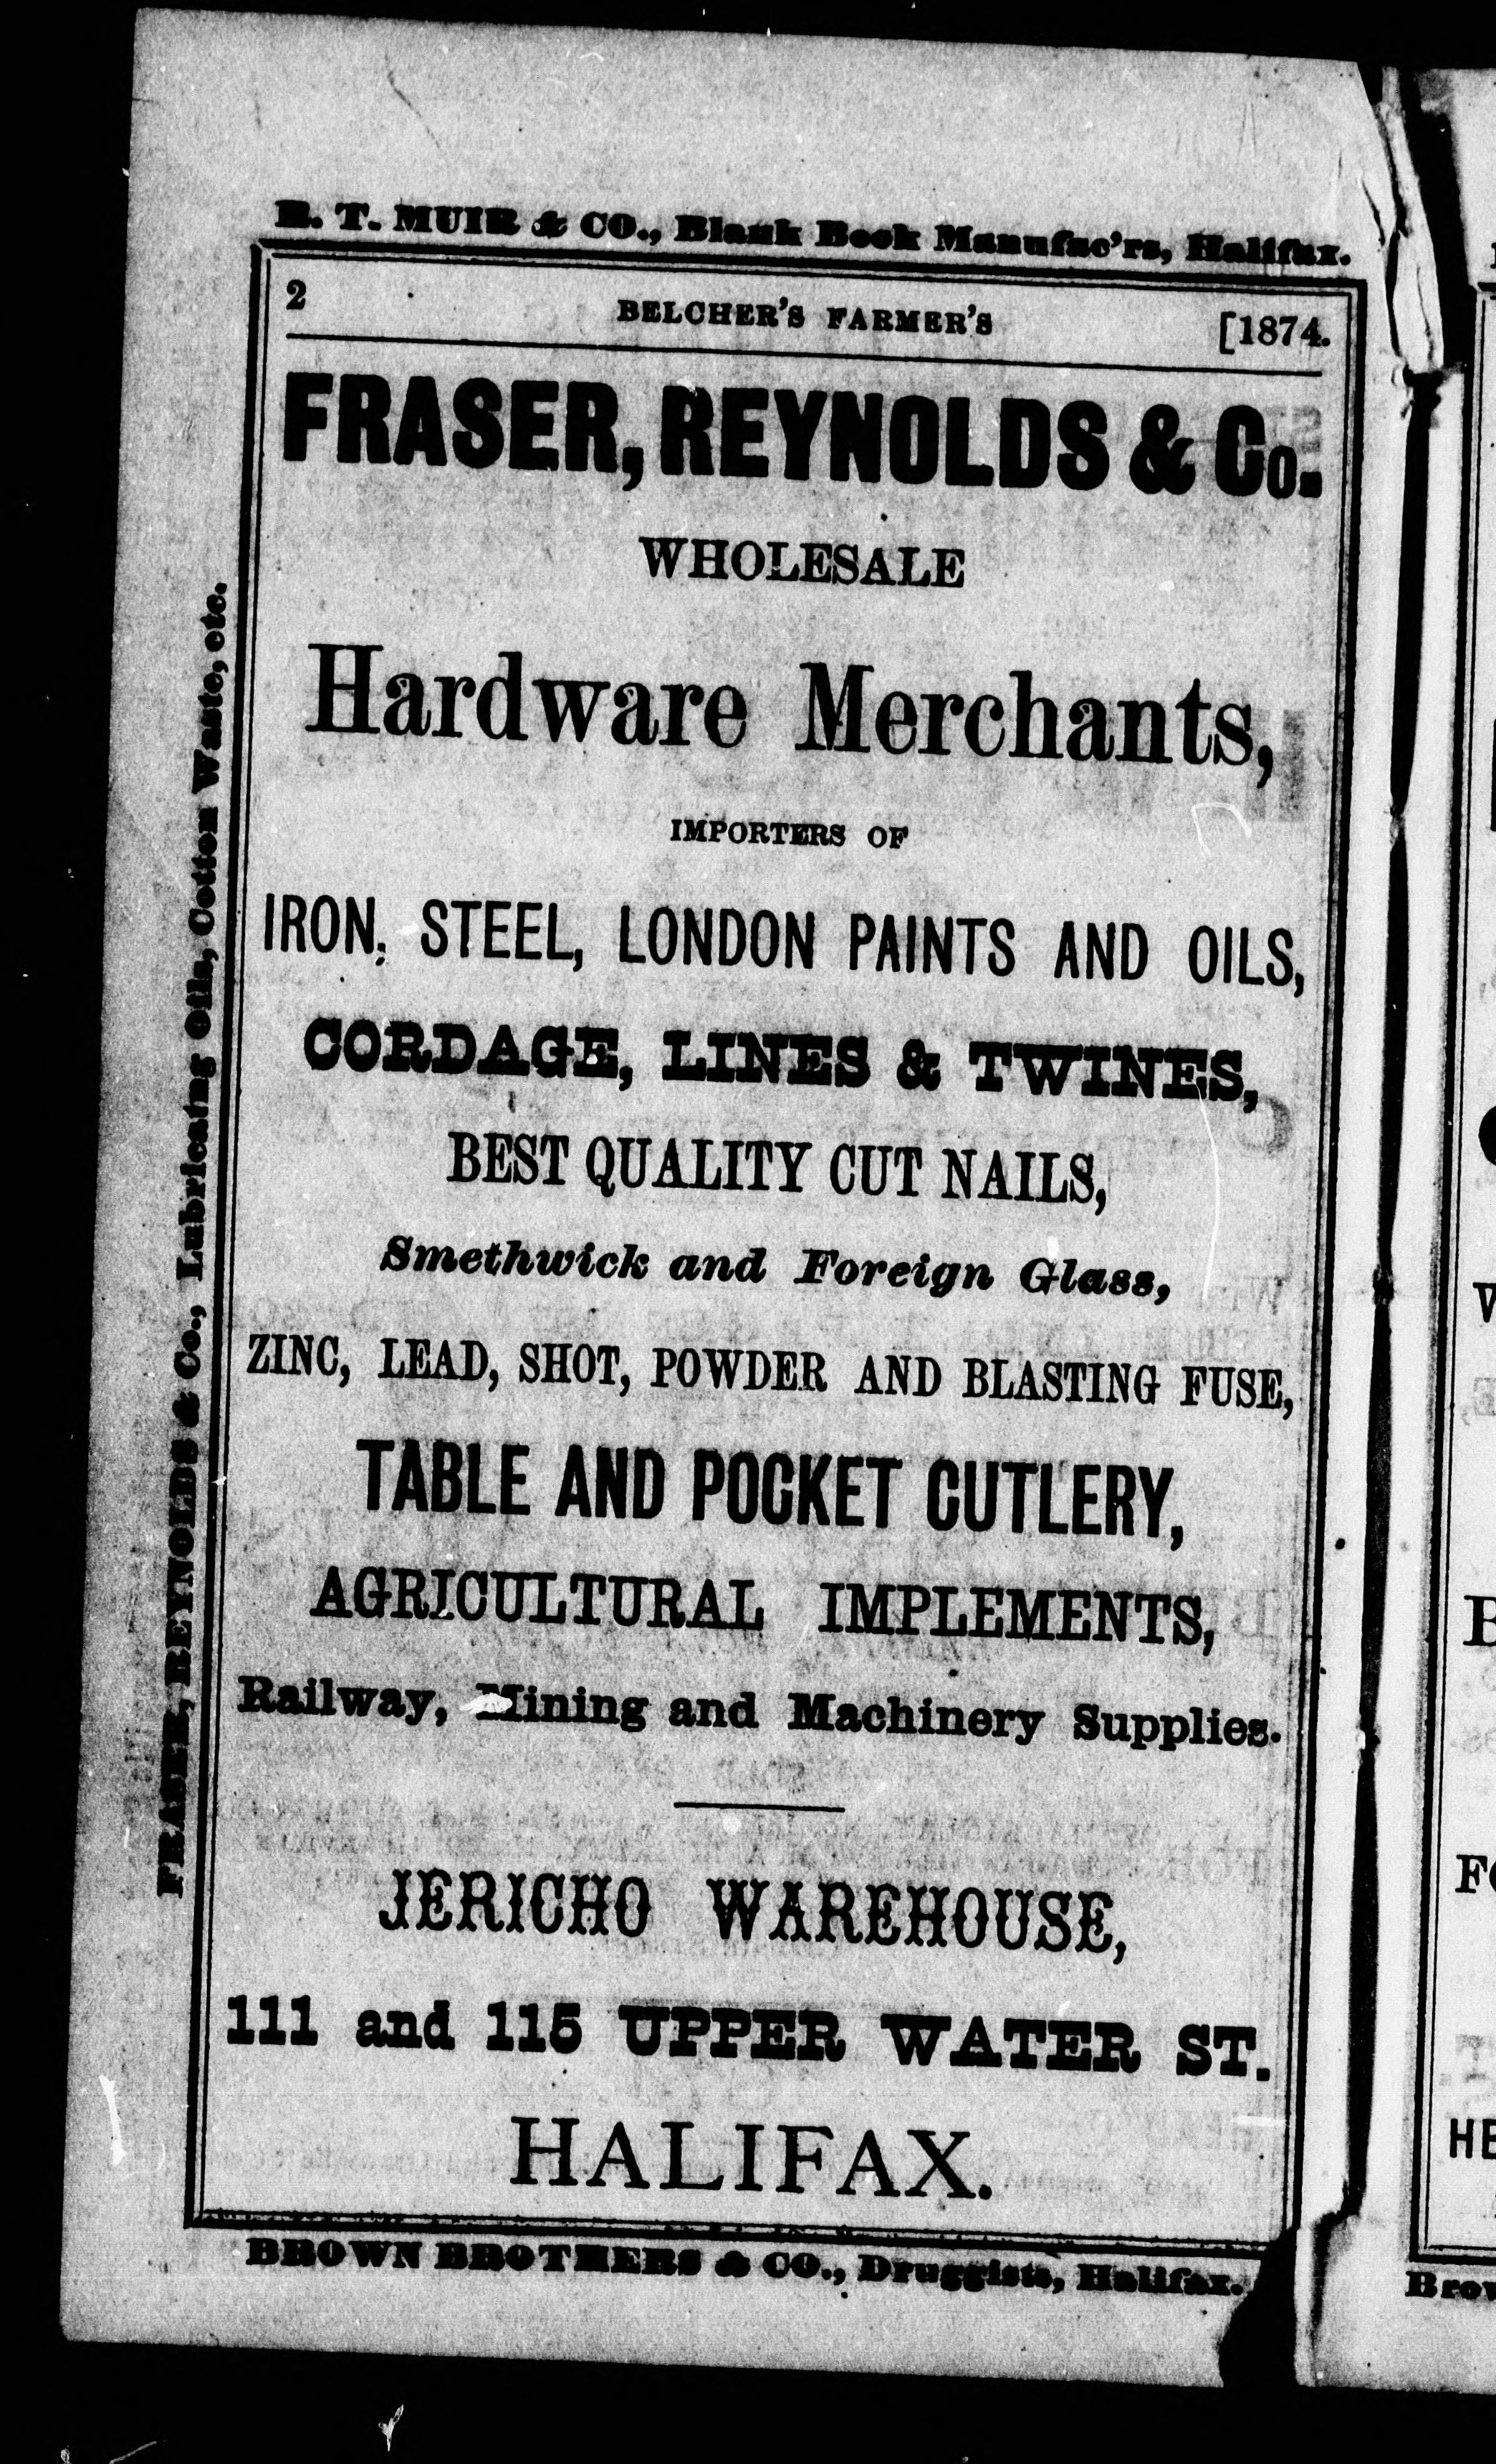 R. T. MUIR & CO., Blank Book Manufac'rs, Halifax.
2 BELCHER'S FARMER'S [1874.
FRASER, REYNOLDS & Co.
WHOLESALE
Hardware Merchants,
IMPORTERS OF
IRON, STEEL, LONDON PAINTS AND OILS,
CORDAGE, LINES & TWINES,
BEST QUALITY CUT NAILS,
Smethwick and Foreign Glass,
ZINC, LEAD, SHOT, POWDER AND BLASTING FUSE,
TABLE AND POCKET CUTLERY,
AGRICULTURAL IMPLEMENTS,
Railway, Mining and Machinery Supplies.
JERICHO WAREHOUSE,
111 and 115 UPPER WATER ST.
HALIFAX.
BROWN BROTHERS & CO., Druggists, Halifax.
FRASER, REYNOLDS & Co., Lubricating Oils, Cotton Waste, etc.